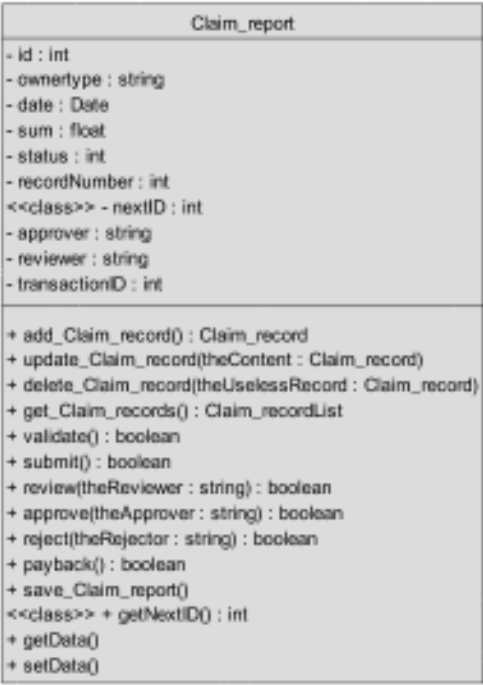 Claim_report
- id : int
- ownertype : string
- date : Date
- sum : float
- status : int
- recordNumber : int
<<class>> - nextID : int
- approver : string
- reviewer : string
- transactionID : int
+ add_Claim_record() : Claim_record
+ update_Claim_record(theContent : Claim_record)
+ delete_Claim_record(theUselessRecord : Claim_record)
+ get_Claim_records() : Claim_recordList
+ validate() : boolean
+ submit() : boolean
+ review(theReviewer : string) : boolean
+ approve(theApprover : string) : boolean
+ reject(theRejector : string) : boolean
+ payback() : boolean
+ save_Claim_report()
<<class>> + getNextID() : int
+ getData()
+ setData()